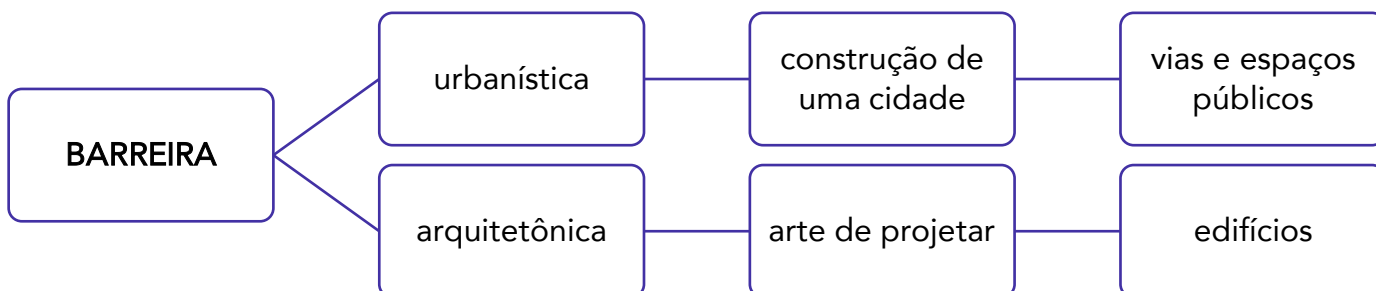 BARREIRA
urbanística
construção de
uma cidade
vias e espaços
públicos
arquitetônica
arte de projetar
edifícios